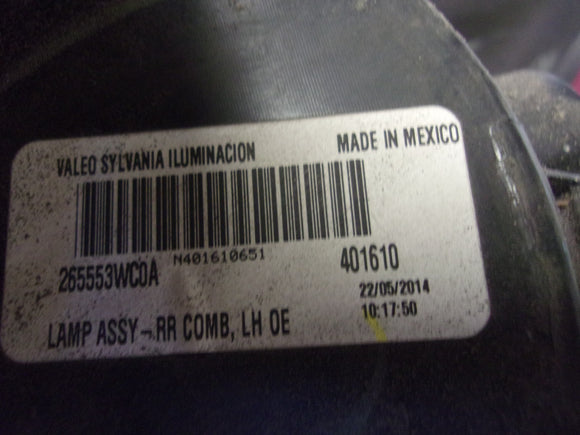 VALEO SYLVANIA ILUMINACION MADE IN MEXICO
N401610651
265553WC0A 401610
22/05/2014
10:17:50
LAMP ASSY-RR COMB, LH OE